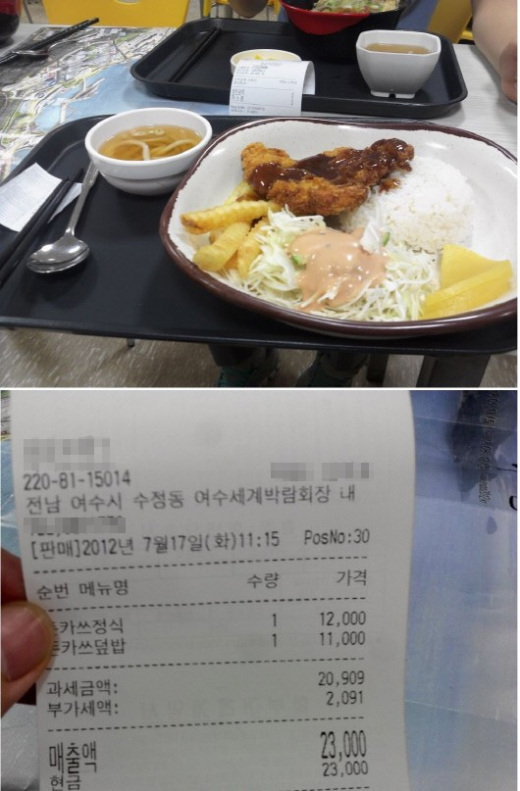 220-81-15014
전남 여수시 수정동 여수세계박람회장 내
[판매]2012년 7월17일(화)11:15 PosNo:30
순번 메뉴명 수량 가격
카쓰정식 1 12,000
카쓰덮밥 1 11,000
과세금액: 20,909
부가세액: 2,091
매출액 23,000
현금 23,000